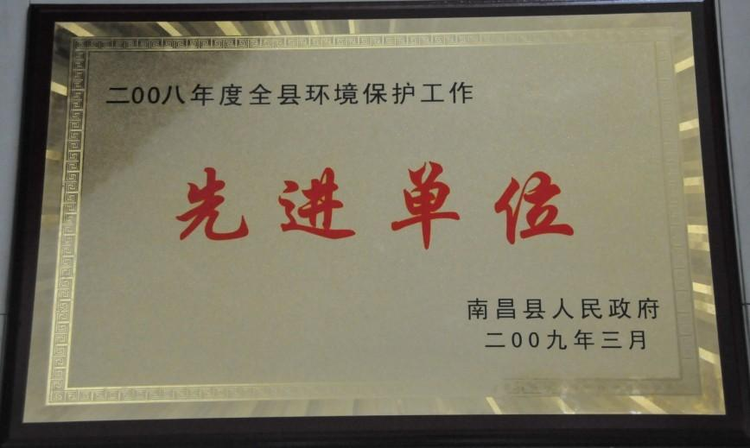 二00八年度全县环境保护工作
先进单位
南昌县人民政府
二00九年三月